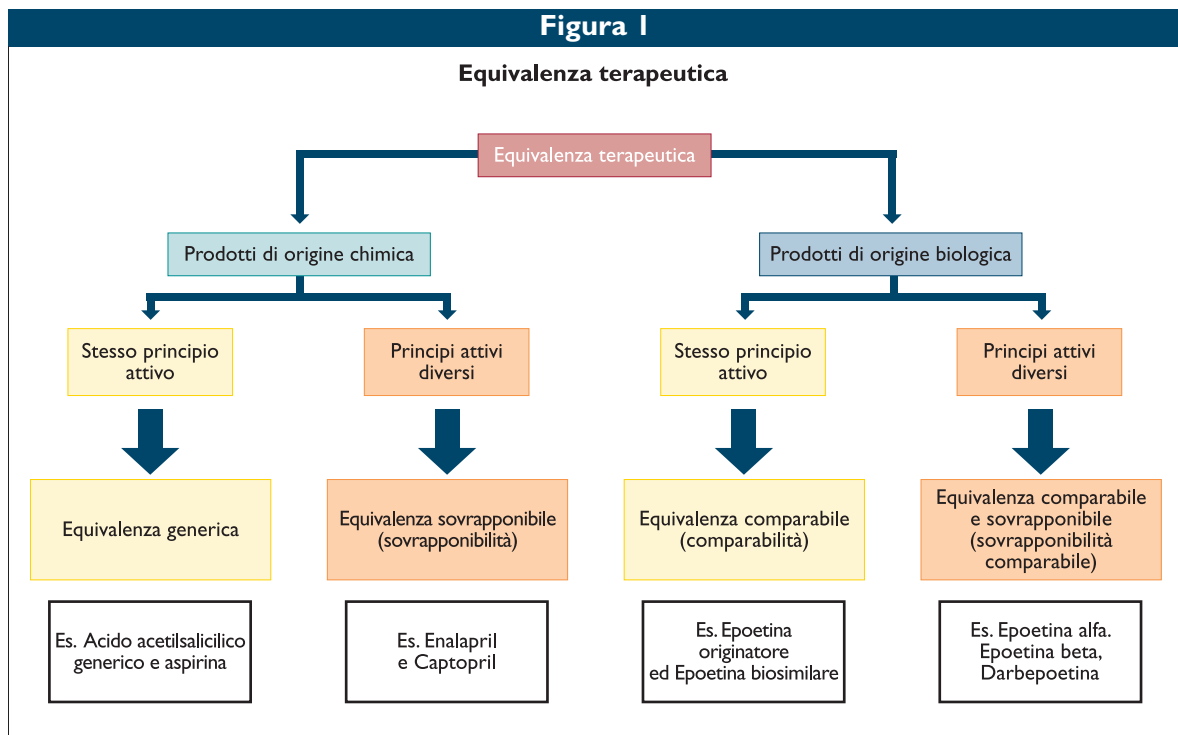 Figura 1
Equivalenza terapeutica
Equivalenza terapeutica
Prodotti di origine chimica
Prodotti di origine biologica
Stesso principio
attivo
Principi attivi
diversi
Stesso principio
attivo
Principi attivi
diversi
Equivalenza generica
Equivalenza sovrapponibile
(sovrapponibilità)
Equivalenza comparabile
(comparabilità)
Equivalenza comparabile
e sovrapponibile
(sovrapponibilità
comparabile)
Es. Acido acetilsalicilico
generico e aspirina
Es. Enalapril
e Captopril
Es. Epoetina
originatore
ed Epoetina biosimilare
Es. Epoetina alfa.
Epoetina beta,
Darbepoetina